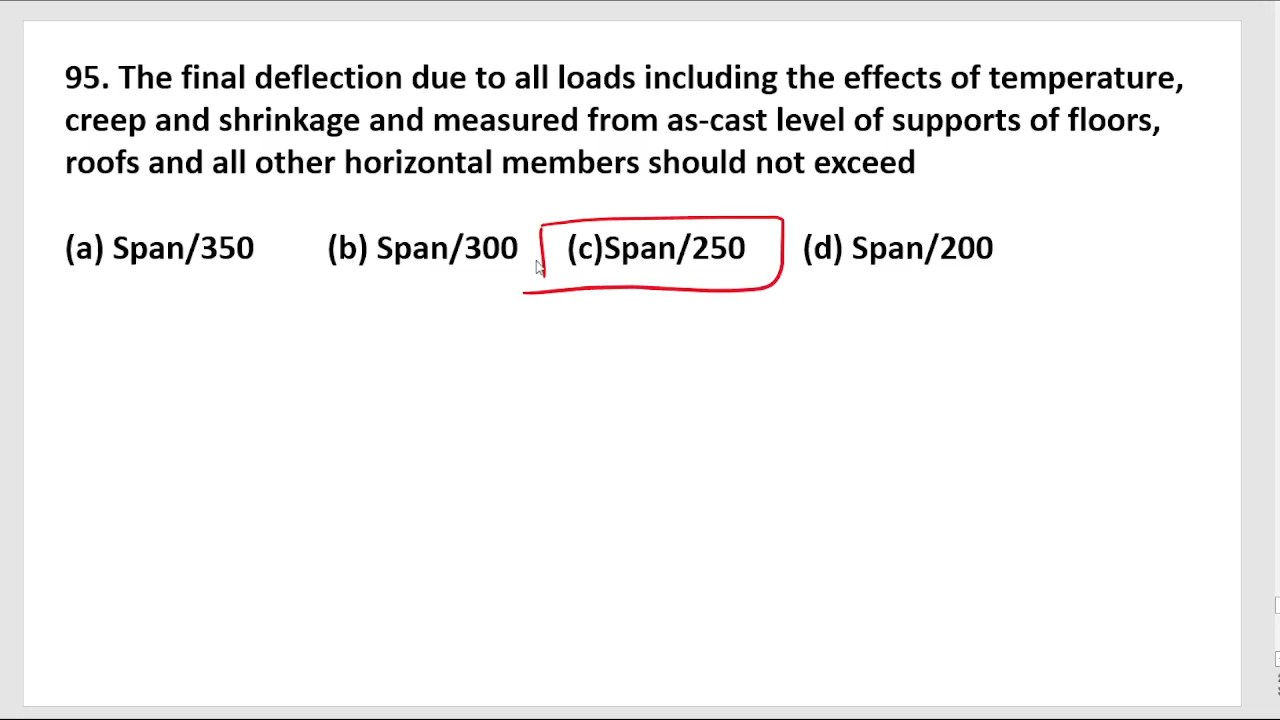 95. The final deflection due to all loads including the effects of temperature,
creep and shrinkage and measured from as-cast level of supports of floors,
roofs and all other horizontal members should not exceed
(a) Span/350 (b) Span/300 (c)Span/250 (d) Span/200